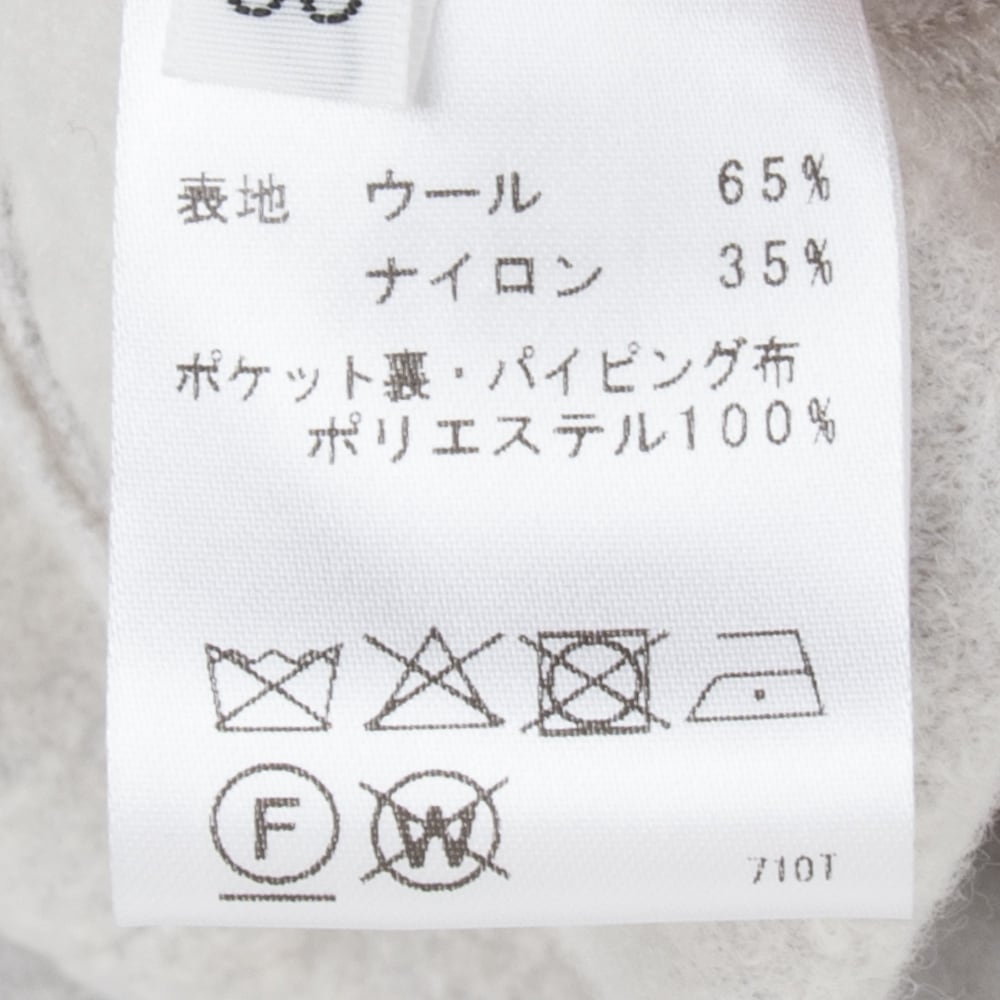 表地 ウール 65%
ナイロン 35%
ポケット裏・パイピング布
ポリエステル100%
F
W
710T